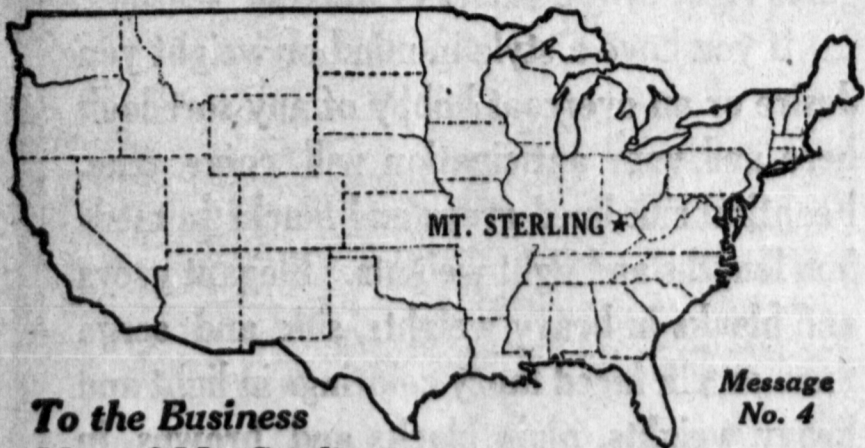 MT. STERLING★
Message
No. 4
To the Business